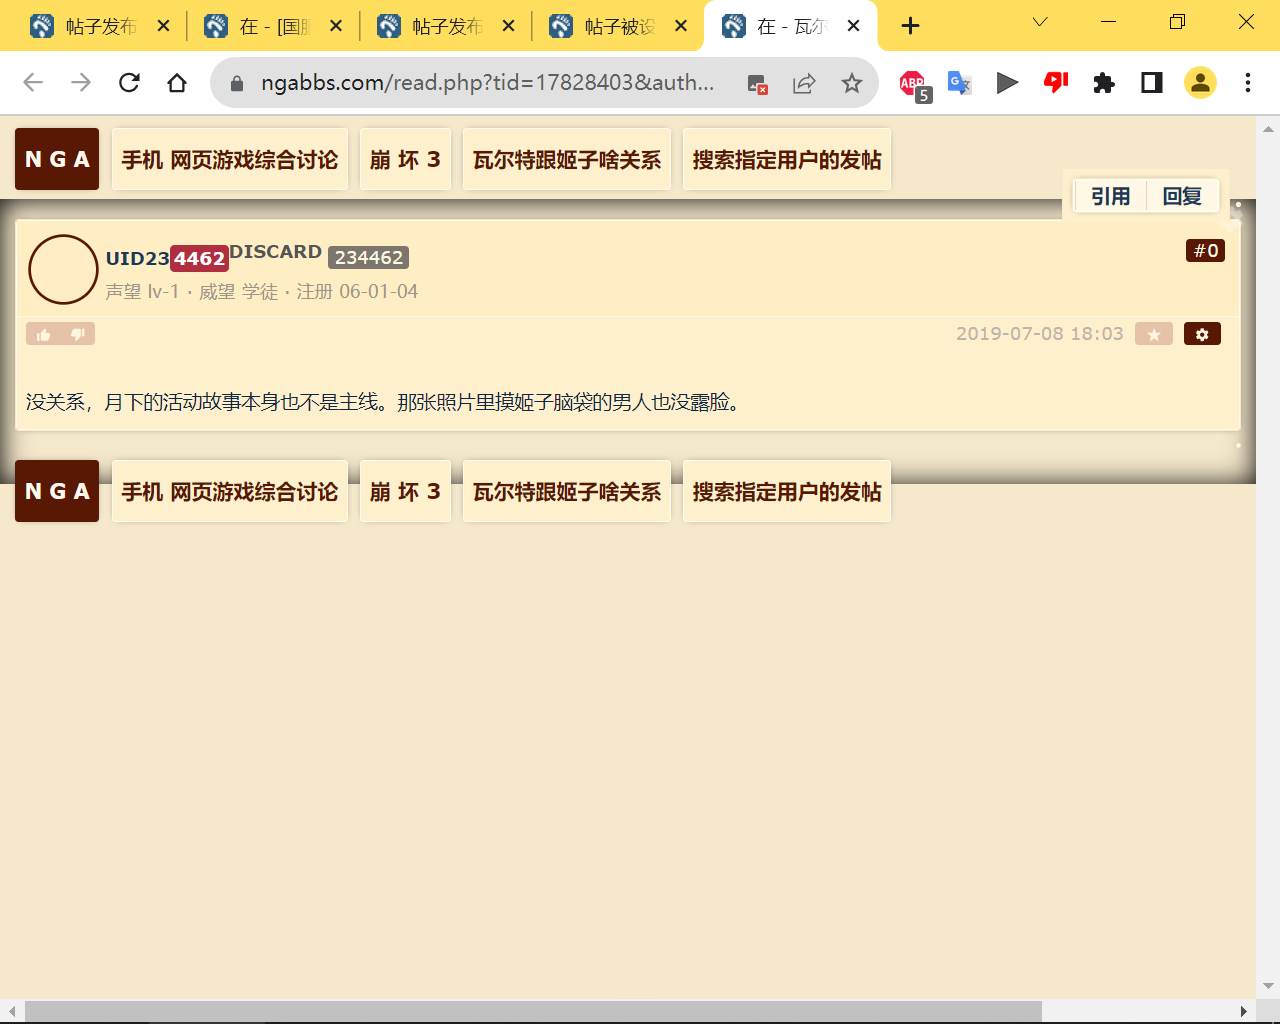 帖子发布
在 - [国服
帖子发布
帖子被设
在 - 瓦尔
ngabbs.com/read.php?tid=17828403&auth...
ABP
5
N G A
手机 网页游戏综合讨论
崩 坏 3
瓦尔特跟姬子啥关系
搜索指定用户的发帖
引用
回复
UID234462DISCARD 234462
#0
声望 lv-1 · 威望 学徒 · 注册 06-01-04
2019-07-08 18:03
没关系，月下的活动故事本身也不是主线。那张照片里摸姬子脑袋的男人也没露脸。
N G A
手机 网页游戏综合讨论
崩 坏 3
瓦尔特跟姬子啥关系
搜索指定用户的发帖